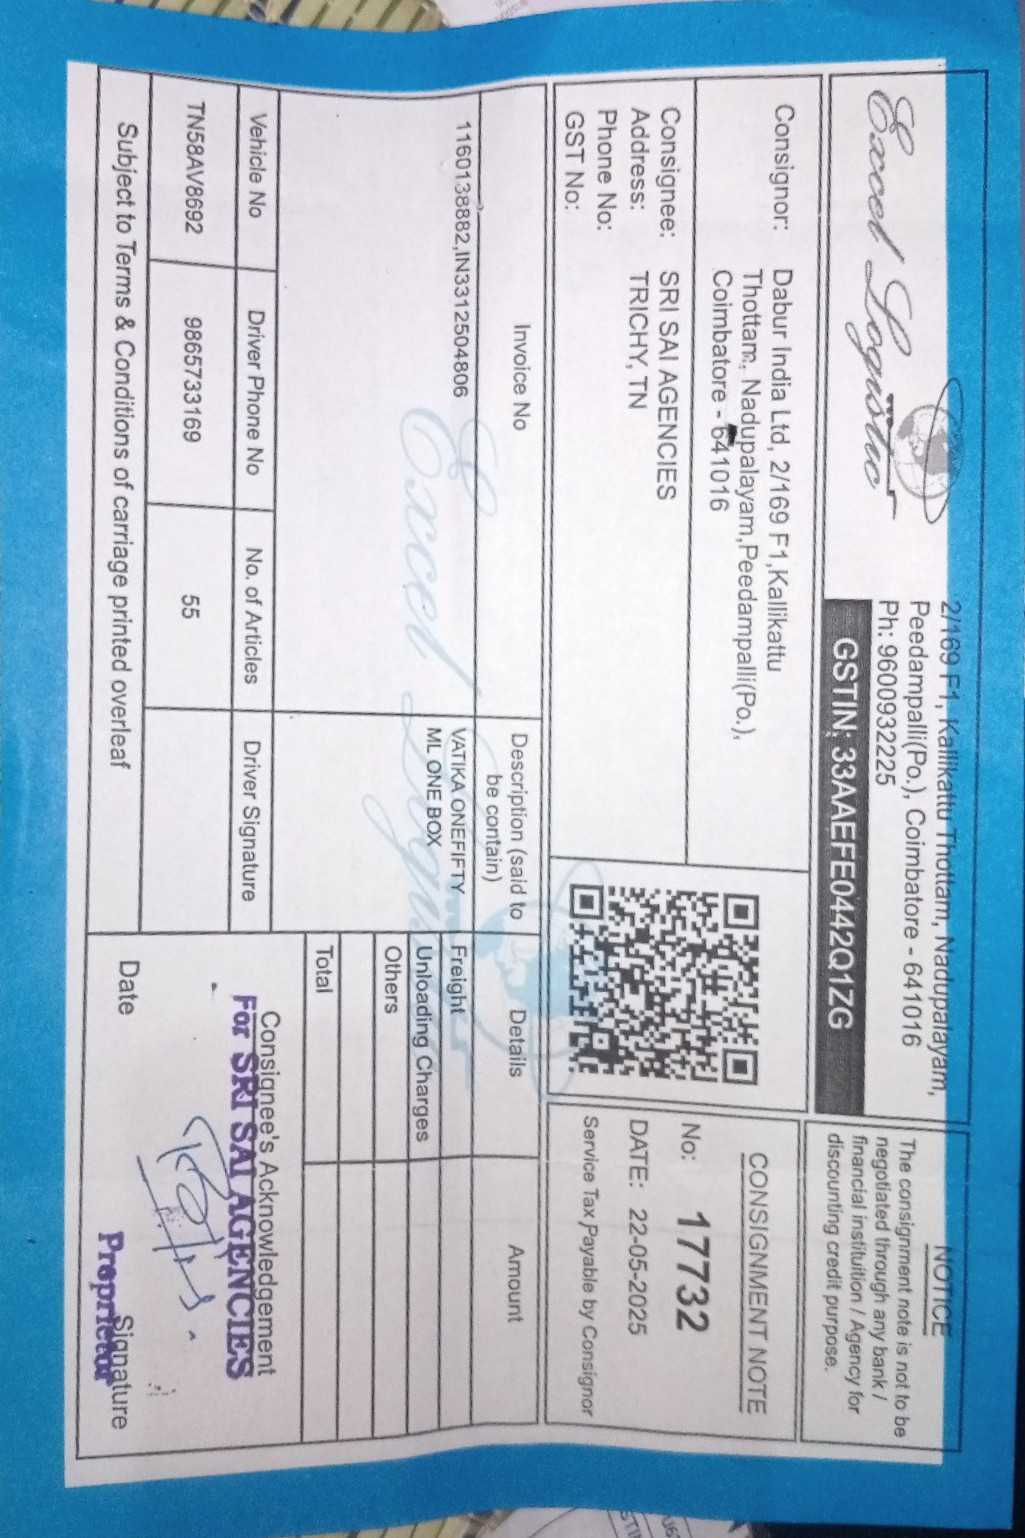 Excel Logistic
2/169 F1, Kallikattu Thottam, Nadupalayam,
Peedampalli(Po.), Coimbatore - 641016
Ph: 9600932225
GSTIN: 33AAEFE0442Q1ZG
NOTICE
The consignment note is not to be
negotiated through any bank /
financial instituition / Agency for
discounting credit purpose.
Consignor: Dabur India Ltd, 2/169 F1,Kallikattu
Thottam, Nadupalayam,Peedampalli(Po.),
Coimbatore - 641016
Consignee: SRI SAI AGENCIES
Address: TRICHY, TN
Phone No:
GST No:
CONSIGNMENT NOTE
No: 17732
DATE: 22-05-2025
Service Tax Payable by Consignor
Invoice No
Description (said to
be contain)
Details
Amount
1160138882,IN3312504806
VATIKA ONEFIFTY
ML ONE BOX
Freight
Unloading Charges
Others
Total
Excel Logistic
Vehicle No
Driver Phone No
No. of Articles
Driver Signature
TN58AV8692
9865733169
55
Consignee's Acknowledgement
For SRI SAI AGENCIES
Proprietor
Date
Signature
Subject to Terms & Conditions of carriage printed overleaf